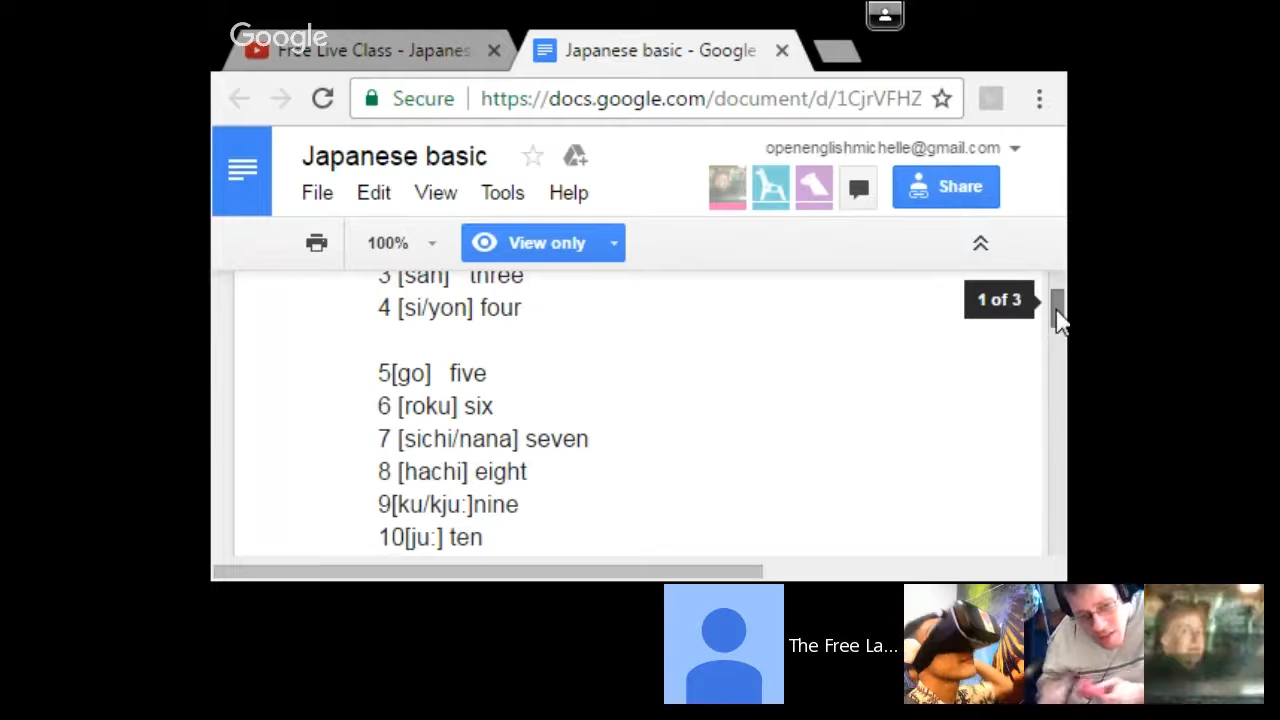 Google
Free Live Class - Japanes
Japanese basic - Google
Secure
https://docs.google.com/document/d/1CjrVFHZ
Japanese basic
openenglishmichelle@gmail.com
File Edit View Tools Help
Share
100%
View only
3 [san] three
1 of 3
4 [si/yon] four
5[go] five
6 [roku] six
7 [sichi/nana] seven
8 [hachi] eight
9[ku/kju:]nine
10[ju:] ten
The Free La...